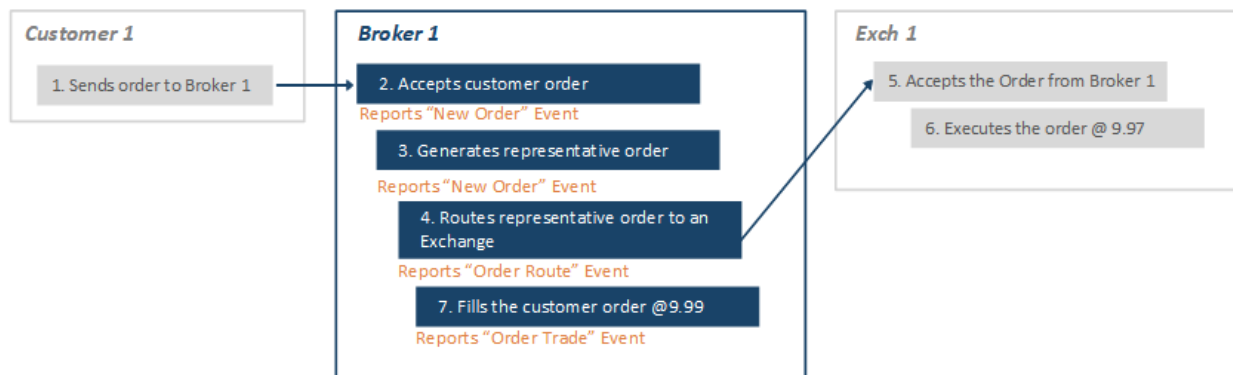 Customer 1
1. Sends order to Broker 1
Broker 1
2. Accepts customer order
Reports "New Order" Event
3. Generates representative order
Reports "New Order" Event
4. Routes representative order to an
Exchange
Reports "Order Route" Event
7. Fills the customer order @9.99
Reports "Order Trade" Event
Exch 1
5. Accepts the Order from Broker 1
6. Executes the order @ 9.97